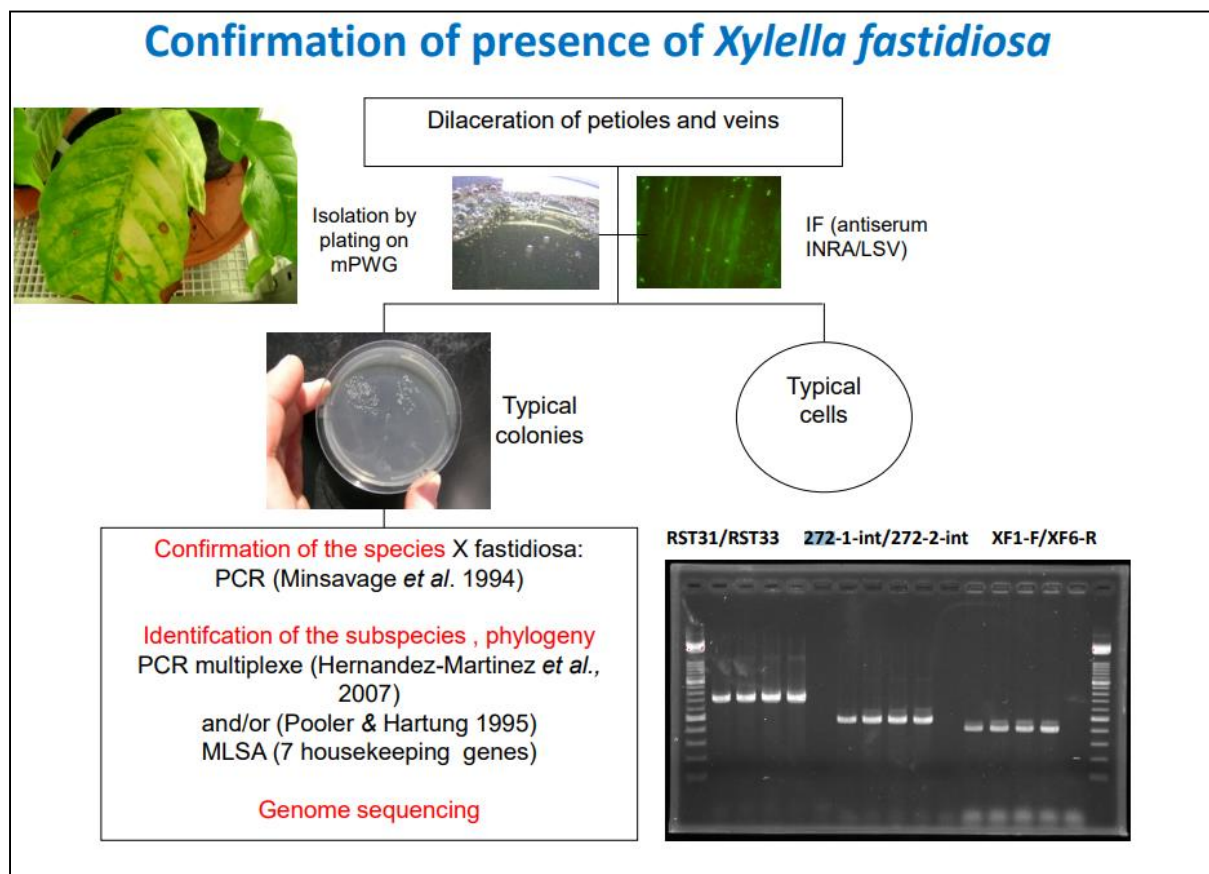 Confirmation of presence of Xylella fastidiosa
Dilaceration of petioles and veins
Isolation by
plating on
mPWG
IF (antiserum
INRA/LSV)
Typical
colonies
Typical
cells
Confirmation of the species X fastidiosa:
PCR (Minsavage et al. 1994)
Identifcation of the subspecies , phylogeny
PCR multiplexe (Hernandez-Martinez et al.,
2007)
and/or (Pooler & Hartung 1995)
MLSA (7 housekeeping genes)
Genome sequencing
RST31/RST33 272-1-int/272-2-int XF1-F/XF6-R